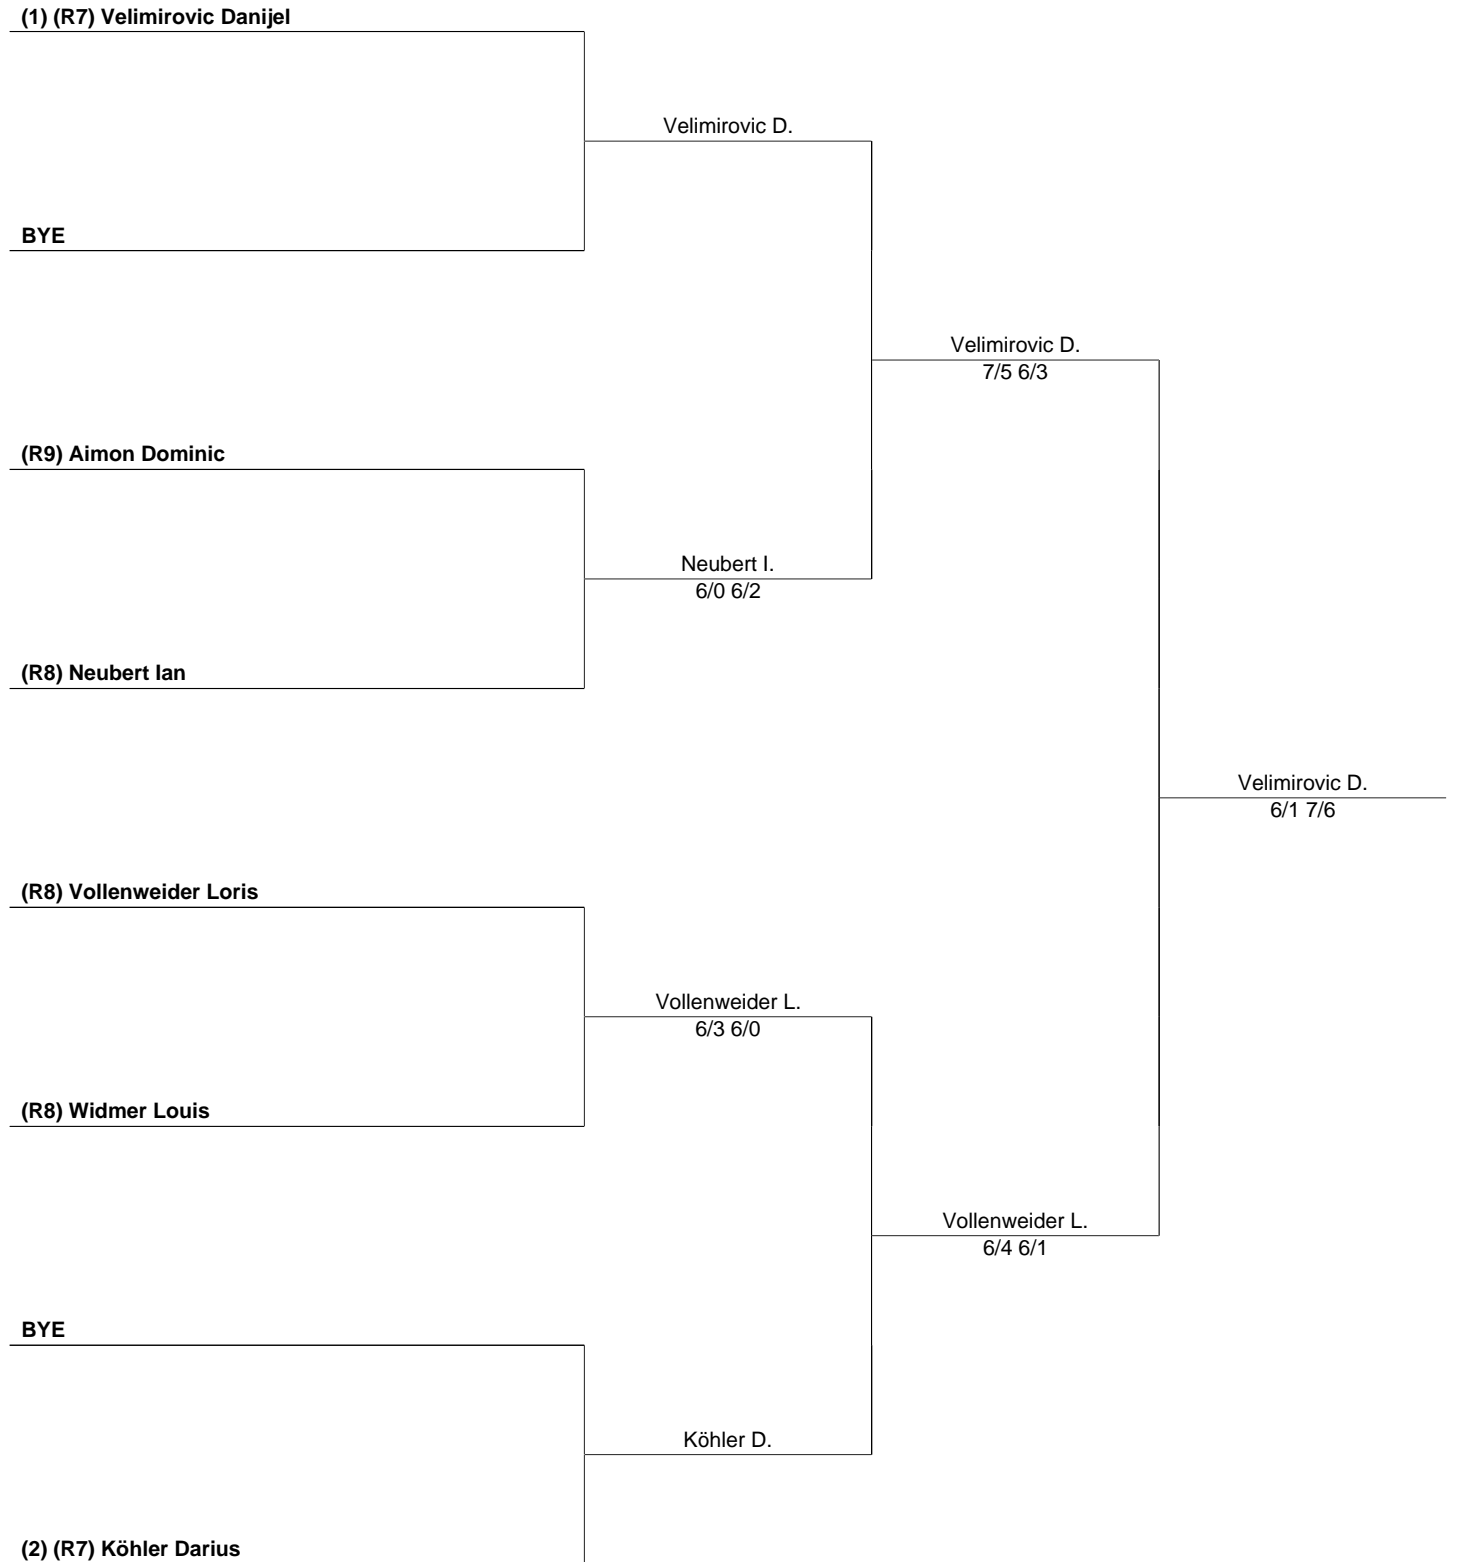 (1) (R7) Velimirovic Danijel
Velimirovic D.
BYE
Velimirovic D.
7/5 6/3
(R9) Aimon Dominic
Neubert I.
6/0 6/2
(R8) Neubert Ian
Velimirovic D.
6/1 7/6
(R8) Vollenweider Loris
Vollenweider L.
6/3 6/0
(R8) Widmer Louis
Vollenweider L.
6/4 6/1
BYE
Köhler D.
(2) (R7) Köhler Darius